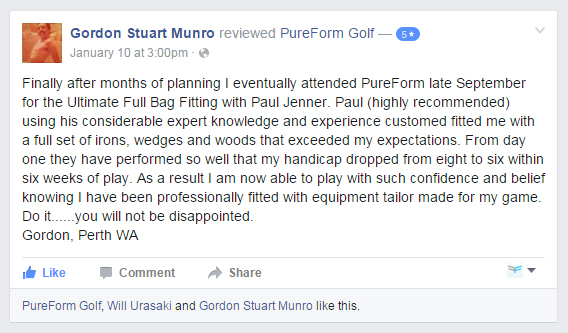 Gordon Stuart Munro reviewed PureForm Golf — 5★
January 10 at 3:00pm ·
Finally after months of planning I eventually attended PureForm late September
for the Ultimate Full Bag Fitting with Paul Jenner. Paul (highly recommended)
using his considerable expert knowledge and experience customed fitted me with
a full set of irons, wedges and woods that exceeded my expectations. From day
one they have performed so well that my handicap dropped from eight to six within
six weeks of play. As a result I am now able to play with such confidence and belief
knowing I have been professionally fitted with equipment tailor made for my game.
Do it......you will not be disappointed.
Gordon, Perth WA
Like Comment Share
PureForm Golf, Will Urasaki and Gordon Stuart Munro like this.